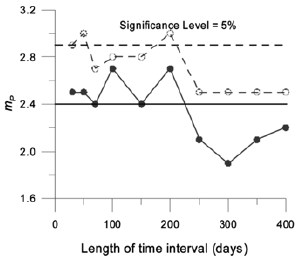 3.2
Significance Level = 5%
2.8
2.4
2.0
1.6
mP
0 100 200 300 400
Length of time interval (days)